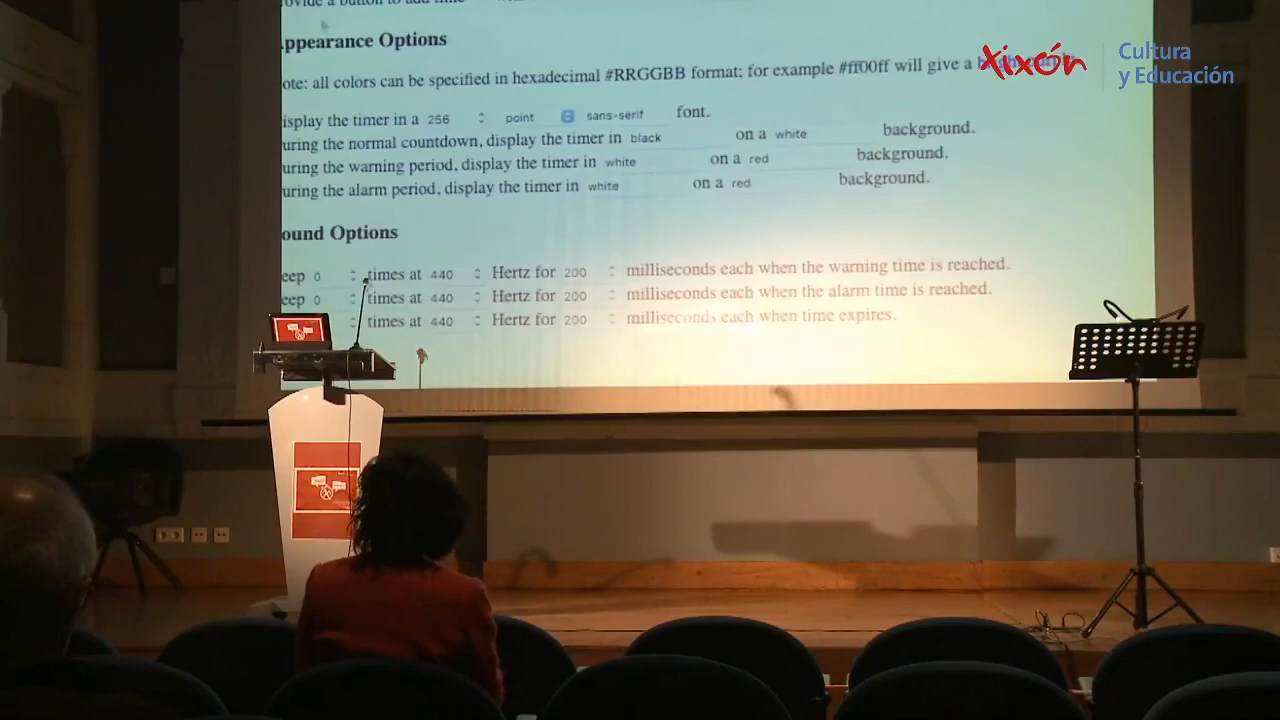 ovide a button to add time
ppearance Options
ote: all colors can be specified in hexadecimal #RRGGBB format; for example #ff00ff will give a
isplay the timer in a 256 point sans-serif font.
uring the normal countdown, display the timer in black on a white background.
uring the warning period, display the timer in white on a red background.
uring the alarm period, display the timer in white on a red background.
ound Options
eep 0 times at 440 Hertz for 200 milliseconds each when the warning time is reached.
eep 0 times at 440 Hertz for 200 milliseconds each when the alarm time is reached.
times at 440 Hertz for 200 milliseconds each when time expires.
xixón
Cultura
y Educación